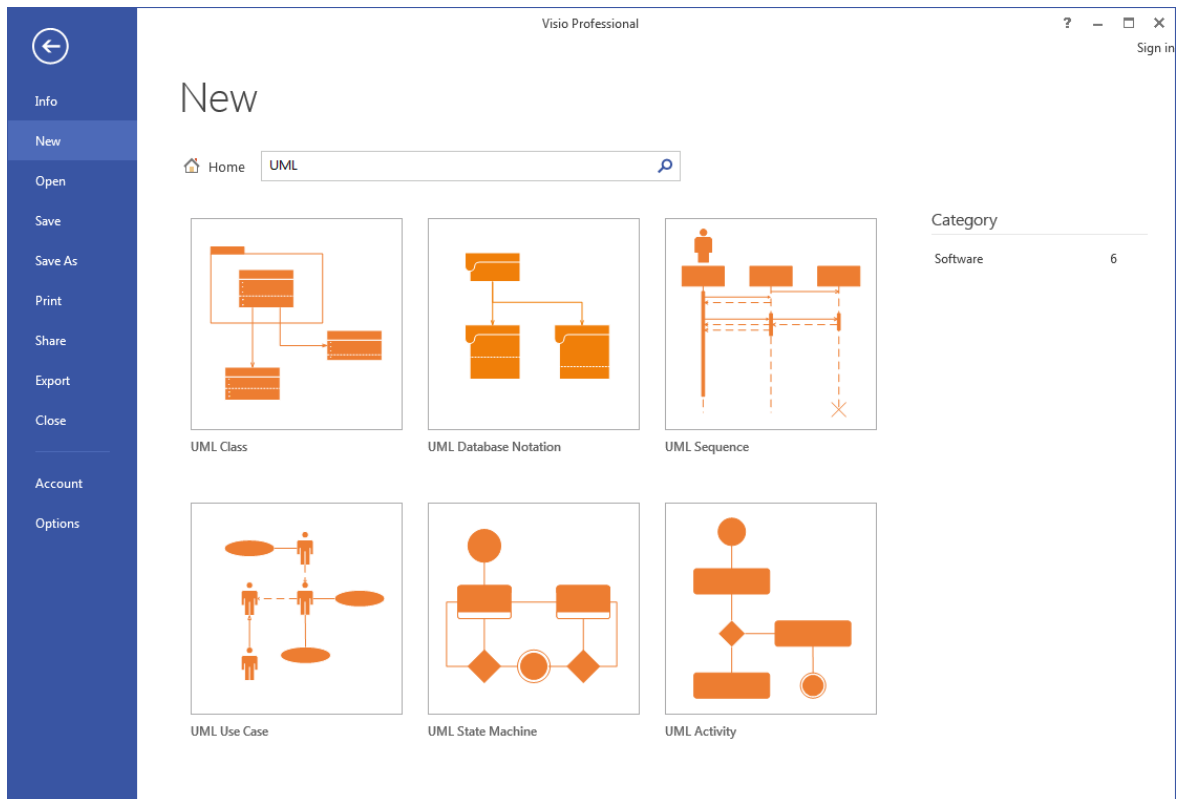 Visio Professional
?
Sign in
Info
New
Open
Save
Save As
Print
Share
Export
Close
Account
Options
New
Home
UML
UML Class
UML Database Notation
UML Sequence
UML Use Case
UML State Machine
UML Activity
Category
Software 6